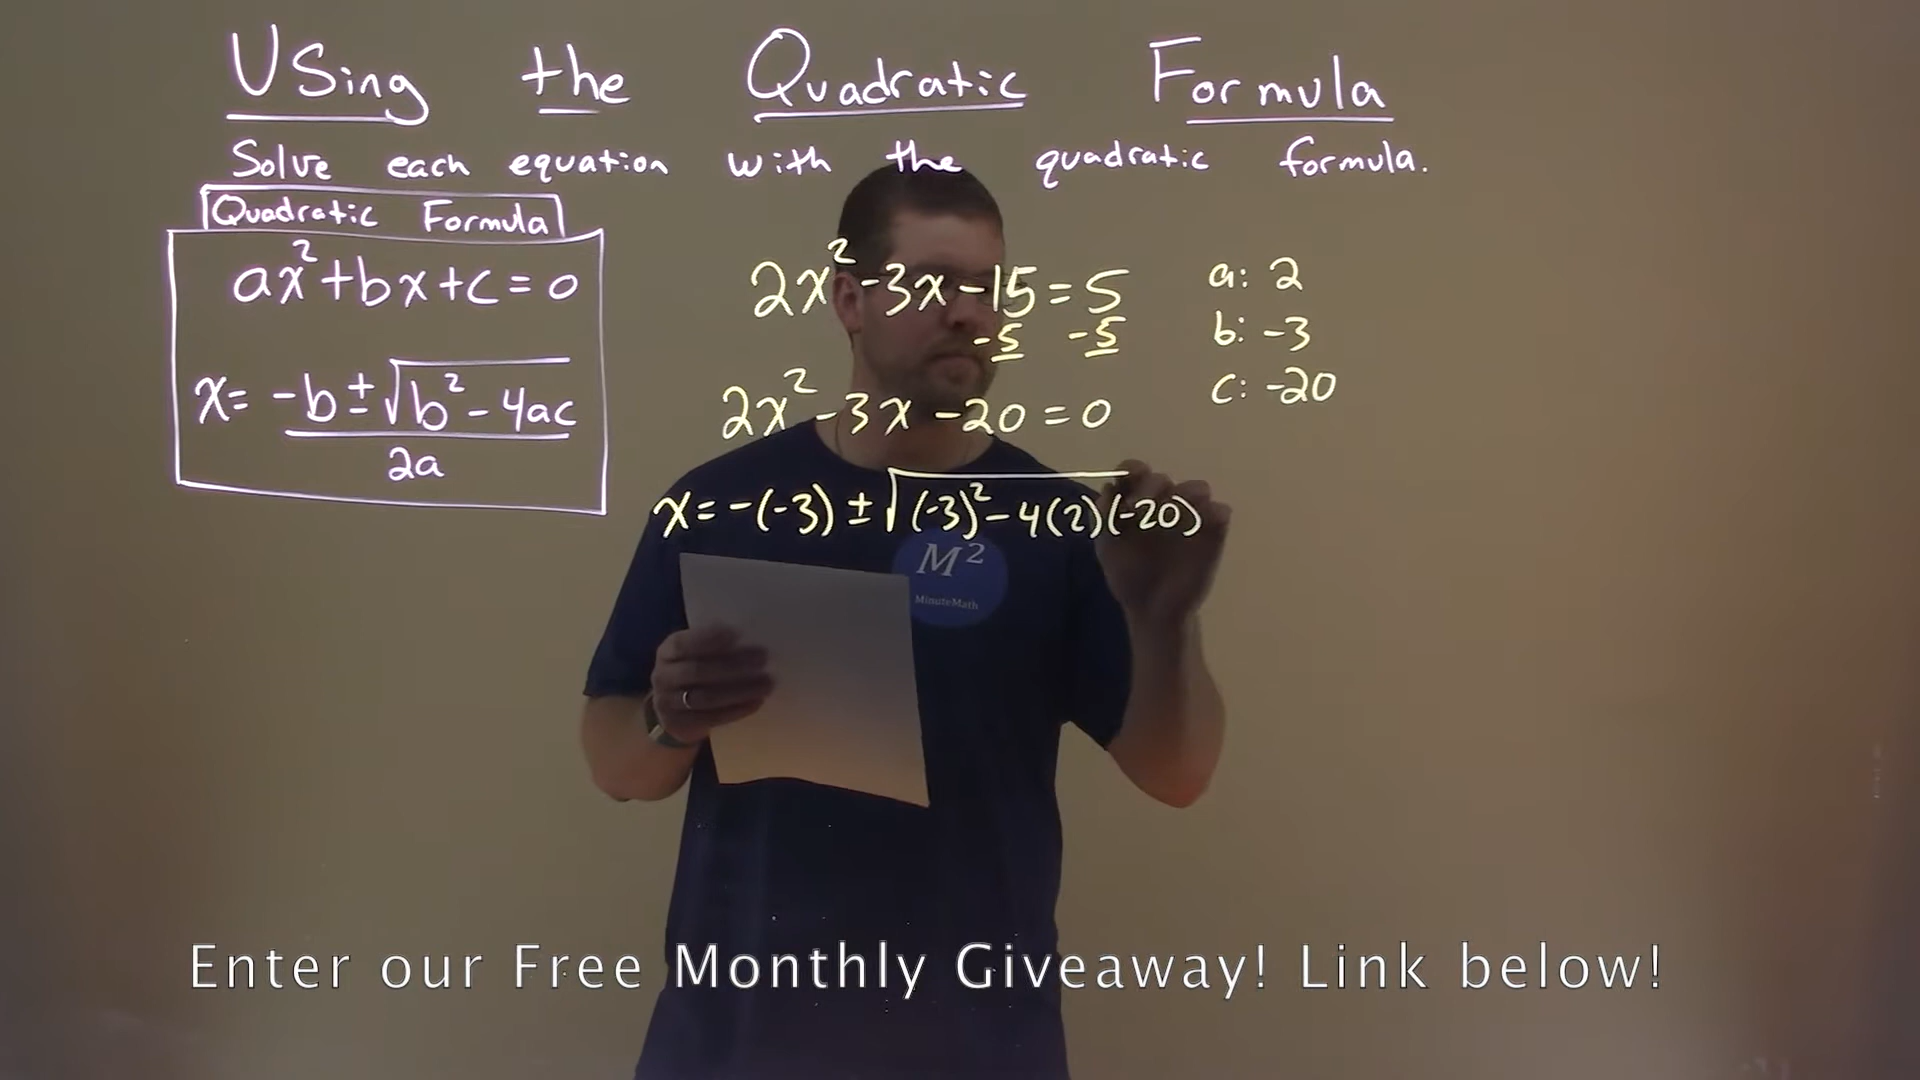 Using the Quadratic Formula
Solve each equation with the quadratic formula.
Quadratic Formula
ax²+bx+c=0
x= -b±√b²-4ac
2a
2x²-3x-15=5
-5 -5
2x²-3x-20=0
a: 2
b: -3
c: -20
x=-(-3)±√(-3)²-4(2)(-20)
M²
MinuteMath
Enter our Free Monthly Giveaway! Link below!